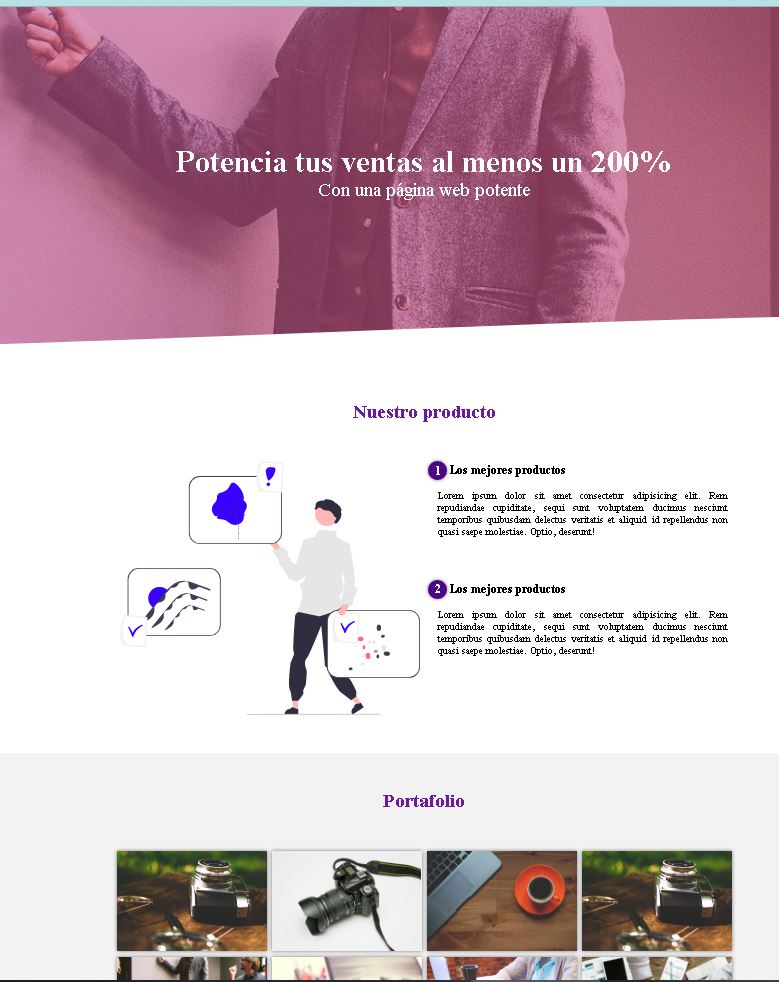 Potencia tus ventas al menos un 200%
Con una página web potente
Nuestro producto
1 Los mejores productos
Lorem ipsum dolor sit amet consectetur adipisicing elit. Rem
repudiandae cupiditate, sequi sunt voluptatem ducimus nesciunt
temporibus quibusdam delectus veritatis et aliquid id repellendus non
quasi saepe molestiae. Optio, deserunt!
2 Los mejores productos
Lorem ipsum dolor sit amet consectetur adipisicing elit. Rem
repudiandae cupiditate, sequi sunt voluptatem ducimus nesciunt
temporibus quibusdam delectus veritatis et aliquid id repellendus non
quasi saepe molestiae. Optio, deserunt!
Portafolio